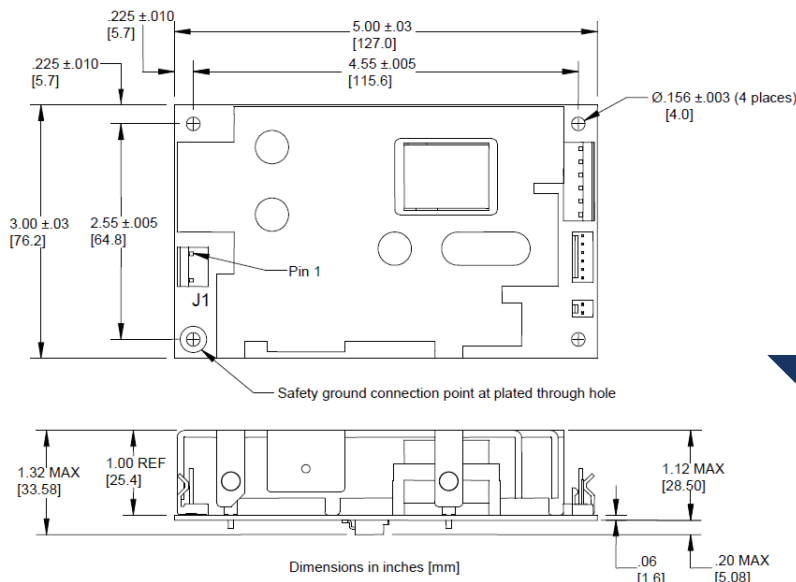 .225 ±.010
[5.7]
5.00 ±.03
[127.0]
.225 ±.010
[5.7]
4.55 ±.005
[115.6]
Ø.156 ±.003 (4 places)
[4.0]
3.00 ±.03
[76.2]
2.55 ±.005
[64.8]
Pin 1
J1
Safety ground connection point at plated through hole
1.32 MAX
[33.58]
1.00 REF
[25.4]
1.12 MAX
[28.50]
Dimensions in inches [mm]
.06
[1.6]
.20 MAX
[5.08]